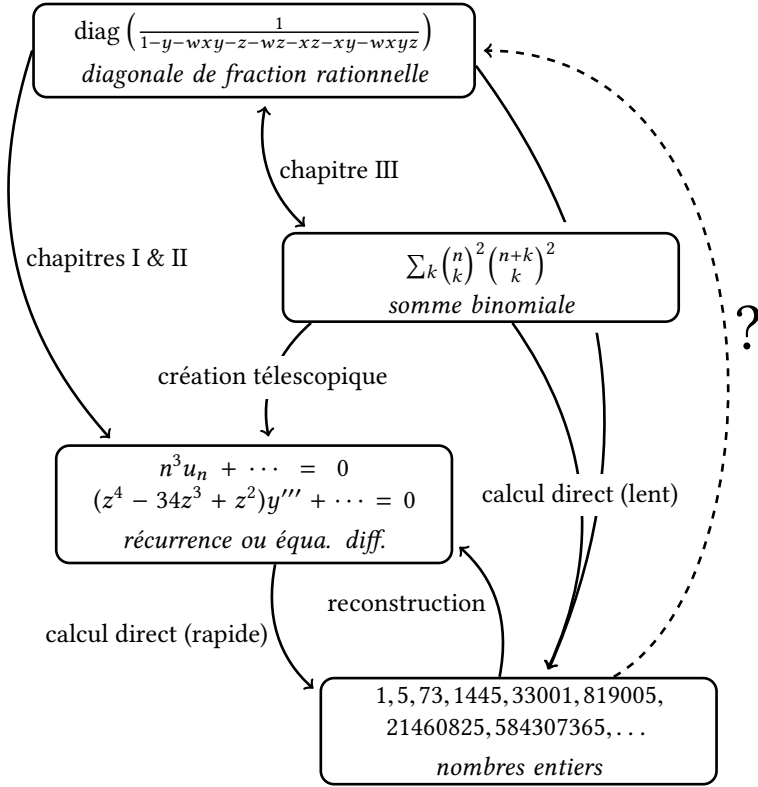 diag ( 1 / 1−y−wxy−z−wz−xz−xy−wxyz )
diagonale de fraction rationnelle
chapitre III
chapitres I & II
∑ₖ (n k)² (n+k k)²
somme binomiale
?
création télescopique
n³uₙ + ··· = 0
(z⁴ − 34z³ + z²)y′′′ + ··· = 0
récurrence ou équa. diff.
calcul direct (lent)
reconstruction
calcul direct (rapide)
1, 5, 73, 1445, 33001, 819005,
21460825, 584307365, . . .
nombres entiers